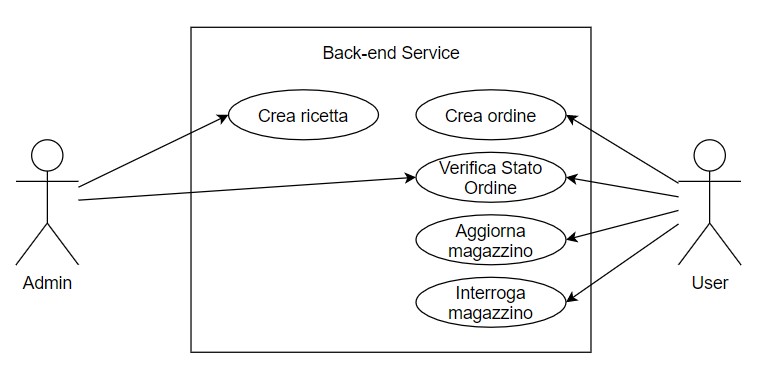 Back-end Service
Crea ricetta
Crea ordine
Verifica Stato
Ordine
Aggiorna
magazzino
Interroga
magazzino
Admin
User